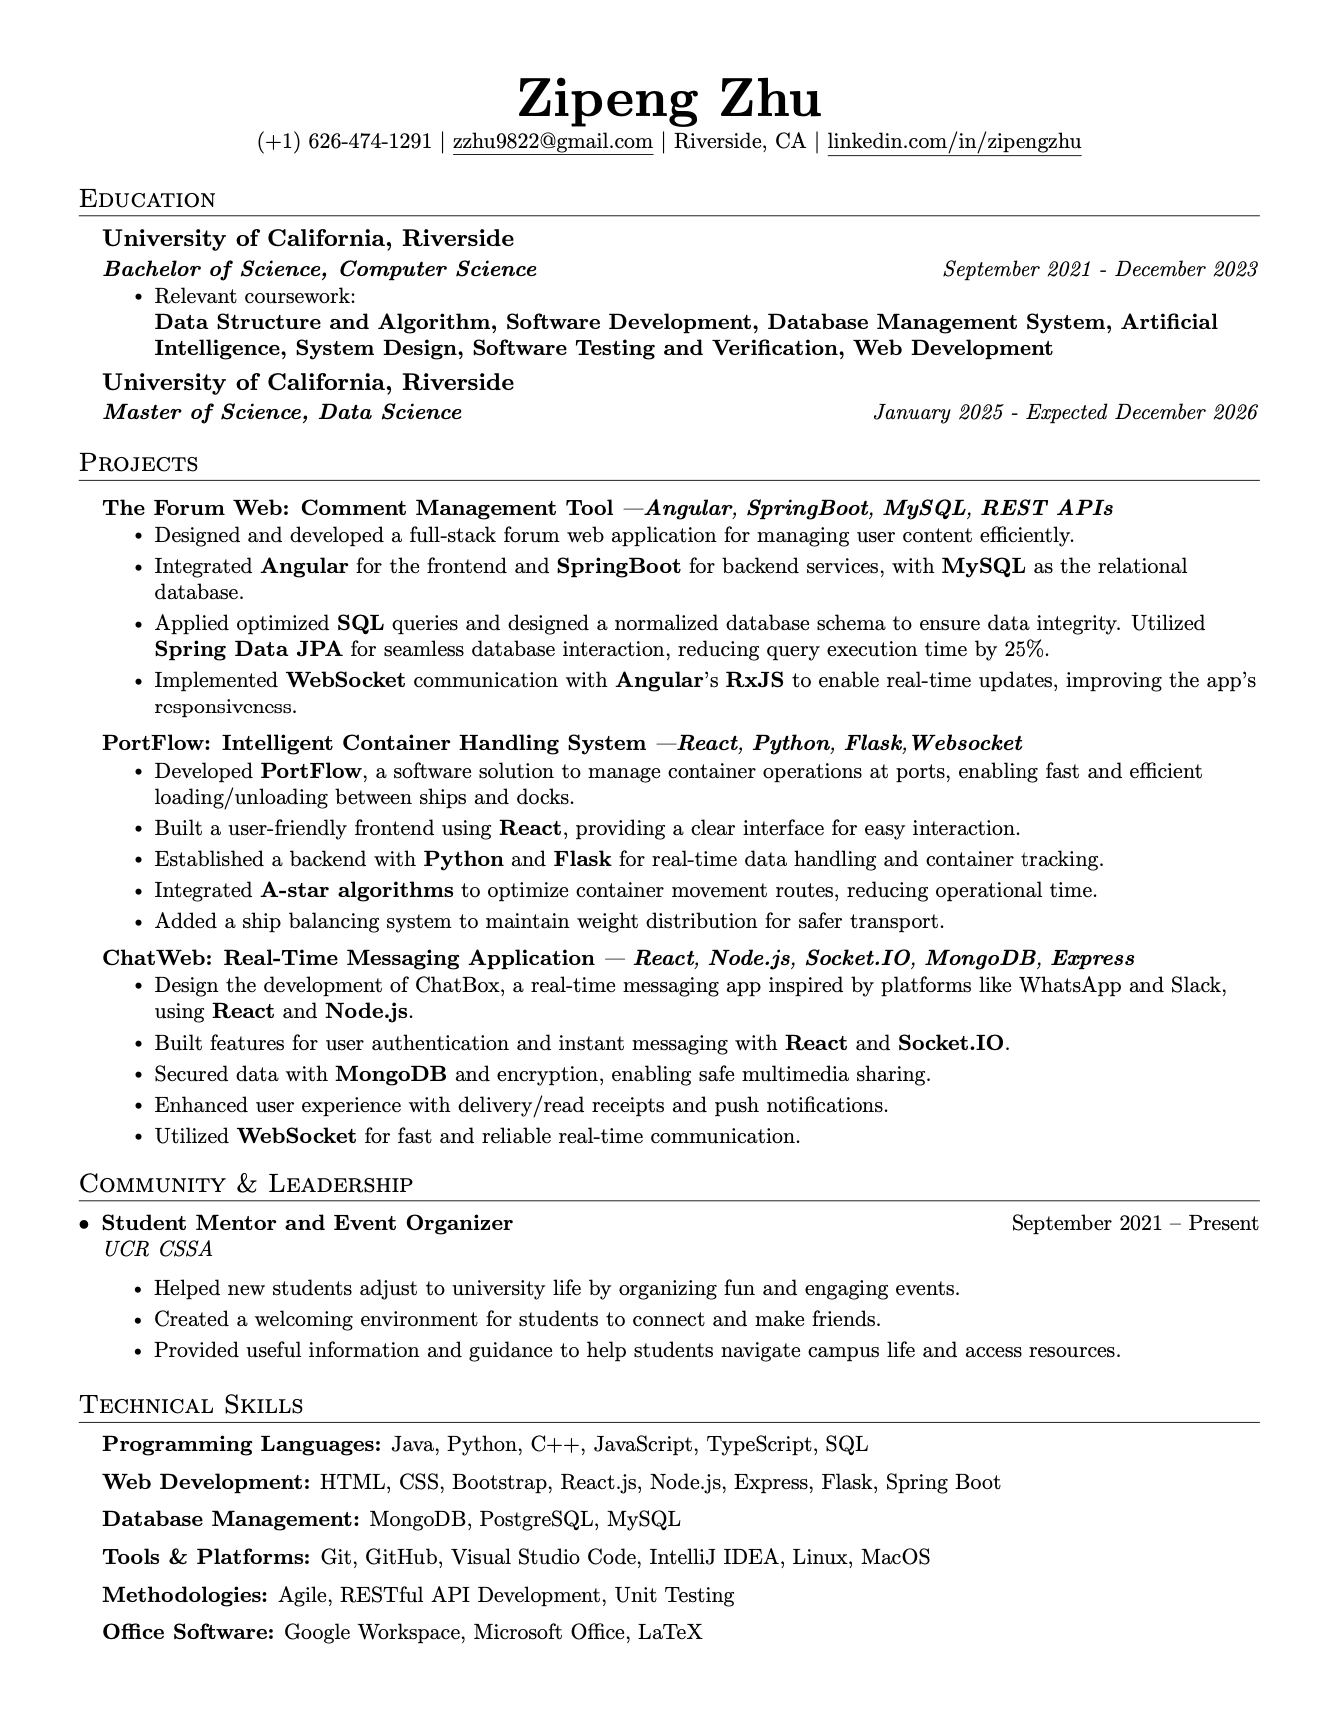 Zipeng Zhu
(+1) 626-474-1291 | zzhu9822@gmail.com | Riverside, CA | linkedin.com/in/zipengzhu
Education
University of California, Riverside
Bachelor of Science, Computer Science September 2021 - December 2023
• Relevant coursework:
Data Structure and Algorithm, Software Development, Database Management System, Artificial
Intelligence, System Design, Software Testing and Verification, Web Development
University of California, Riverside
Master of Science, Data Science January 2025 - Expected December 2026
Projects
The Forum Web: Comment Management Tool —Angular, SpringBoot, MySQL, REST APIs
• Designed and developed a full-stack forum web application for managing user content efficiently.
• Integrated Angular for the frontend and SpringBoot for backend services, with MySQL as the relational
database.
• Applied optimized SQL queries and designed a normalized database schema to ensure data integrity. Utilized
Spring Data JPA for seamless database interaction, reducing query execution time by 25%.
• Implemented WebSocket communication with Angular's RxJS to enable real-time updates, improving the app's
responsiveness.
PortFlow: Intelligent Container Handling System —React, Python, Flask,Websocket
• Developed PortFlow, a software solution to manage container operations at ports, enabling fast and efficient
loading/unloading between ships and docks.
• Built a user-friendly frontend using React, providing a clear interface for easy interaction.
• Established a backend with Python and Flask for real-time data handling and container tracking.
• Integrated A-star algorithms to optimize container movement routes, reducing operational time.
• Added a ship balancing system to maintain weight distribution for safer transport.
ChatWeb: Real-Time Messaging Application — React, Node.js, Socket.IO, MongoDB, Express
• Design the development of ChatBox, a real-time messaging app inspired by platforms like WhatsApp and Slack,
using React and Node.js.
• Built features for user authentication and instant messaging with React and Socket.IO.
• Secured data with MongoDB and encryption, enabling safe multimedia sharing.
• Enhanced user experience with delivery/read receipts and push notifications.
• Utilized WebSocket for fast and reliable real-time communication.
Community & Leadership
• Student Mentor and Event Organizer September 2021 – Present
UCR CSSA
• Helped new students adjust to university life by organizing fun and engaging events.
• Created a welcoming environment for students to connect and make friends.
• Provided useful information and guidance to help students navigate campus life and access resources.
Technical Skills
Programming Languages: Java, Python, C++, JavaScript, TypeScript, SQL
Web Development: HTML, CSS, Bootstrap, React.js, Node.js, Express, Flask, Spring Boot
Database Management: MongoDB, PostgreSQL, MySQL
Tools & Platforms: Git, GitHub, Visual Studio Code, IntelliJ IDEA, Linux, MacOS
Methodologies: Agile, RESTful API Development, Unit Testing
Office Software: Google Workspace, Microsoft Office, LaTeX